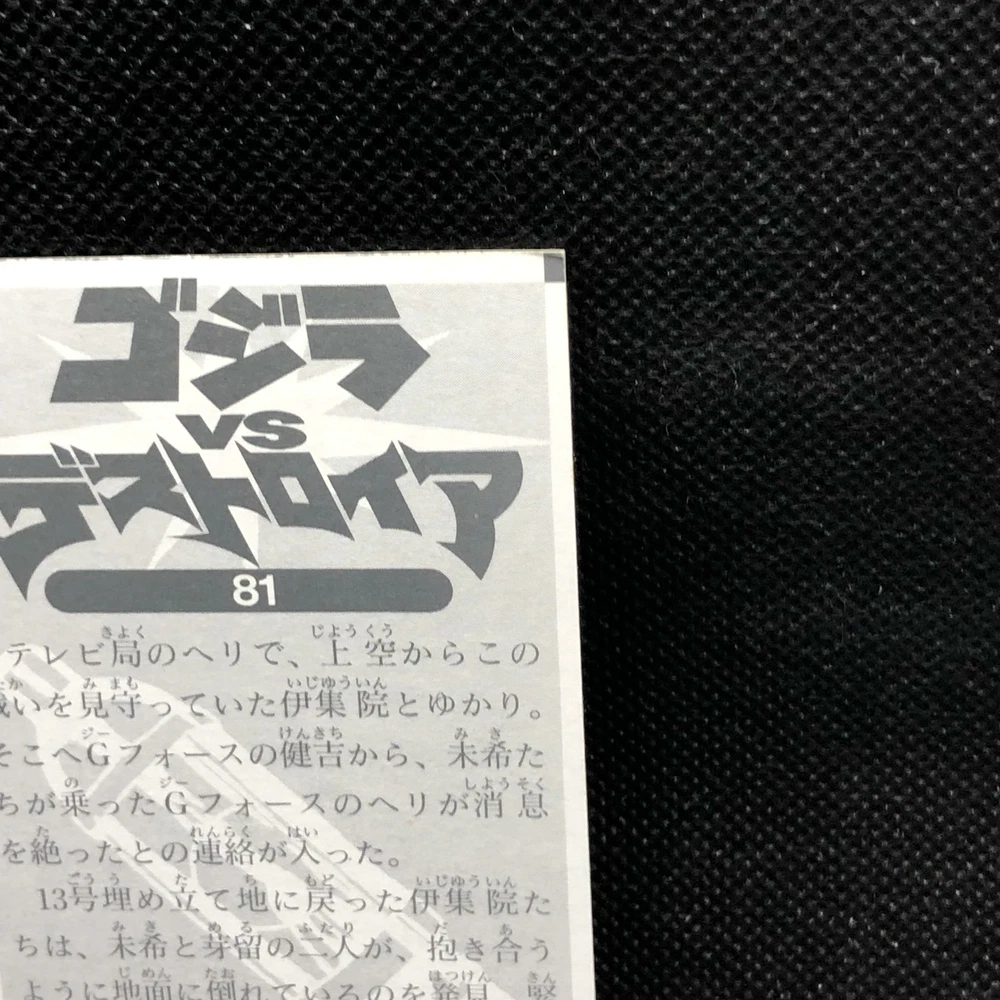 ゴジラ
VS
デストロイア
81
テレビ局のヘリで、上空からこの
戦いを見守っていた伊集院とゆかり。
そこへGフォースの健吉から、未希た
ちが乗ったGフォースのヘリが消息
を絶ったとの連絡が入った。
13号埋め立て地に戻った伊集院た
ちは、未希と芽留の二人が、抱き合う
ように地面に倒れているのを発見